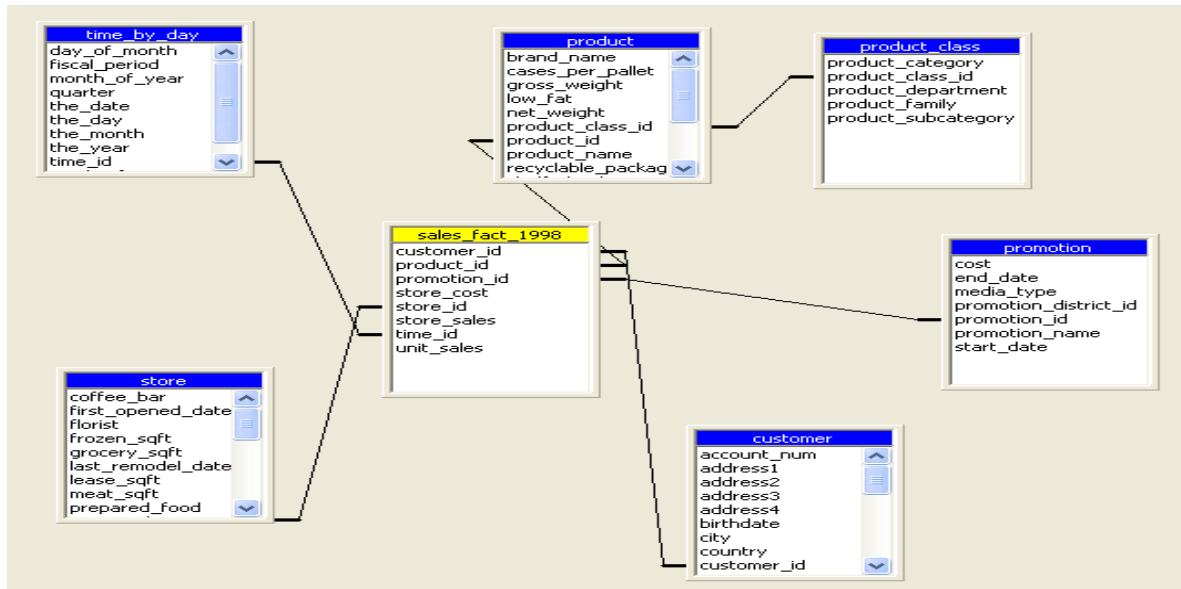 time_by_day
day_of_month
fiscal_period
month_of_year
quarter
the_date
the_day
the_month
the_year
time_id
product
brand_name
cases_per_pallet
gross_weight
low_fat
net_weight
product_class_id
product_id
product_name
recyclable_packag
product_class
product_category
product_class_id
product_department
product_family
product_subcategory
sales_fact_1998
customer_id
product_id
promotion_id
store_cost
store_id
store_sales
time_id
unit_sales
promotion
cost
end_date
media_type
promotion_district_id
promotion_id
promotion_name
start_date
store
coffee_bar
first_opened_date
florist
frozen_sqft
grocery_sqft
last_remodel_date
lease_sqft
meat_sqft
prepared_food
customer
account_num
address1
address2
address3
address4
birthdate
city
country
customer_id